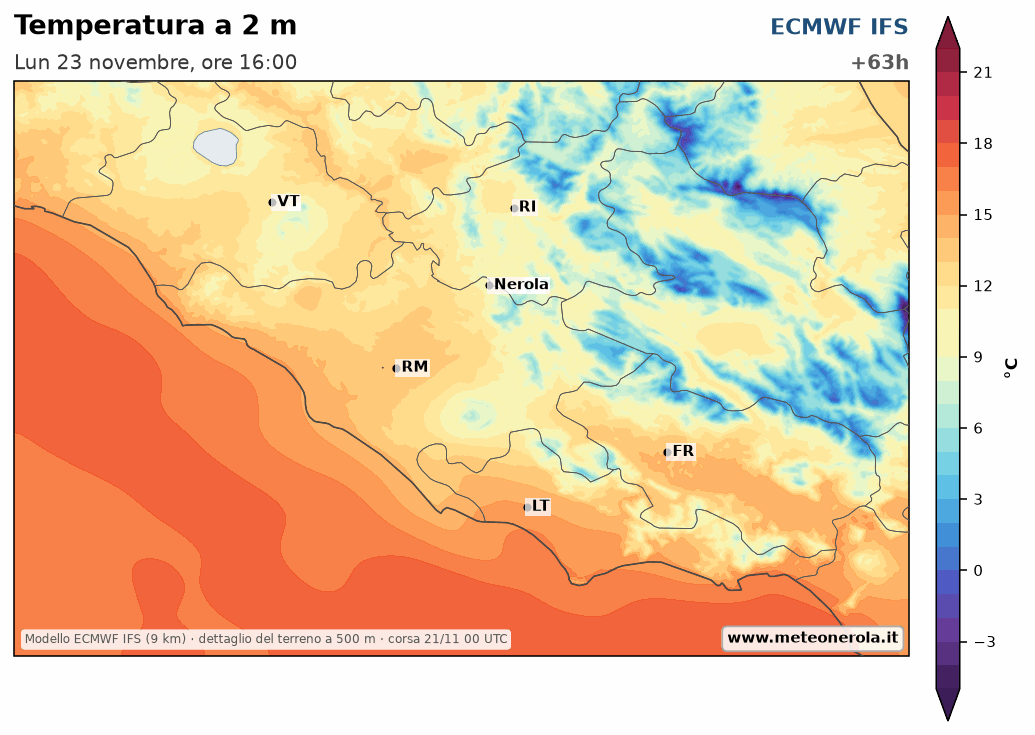 Temperatura a 2 m
ECMWF IFS
Lun 23 novembre, ore 16:00
+63h
VT
RI
Nerola
RM
FR
LT
Modello ECMWF IFS (9 km) · dettaglio del terreno a 500 m · corsa 21/11 00 UTC
www.meteonerola.it
21
18
15
12
9
6
3
0
−3
°C